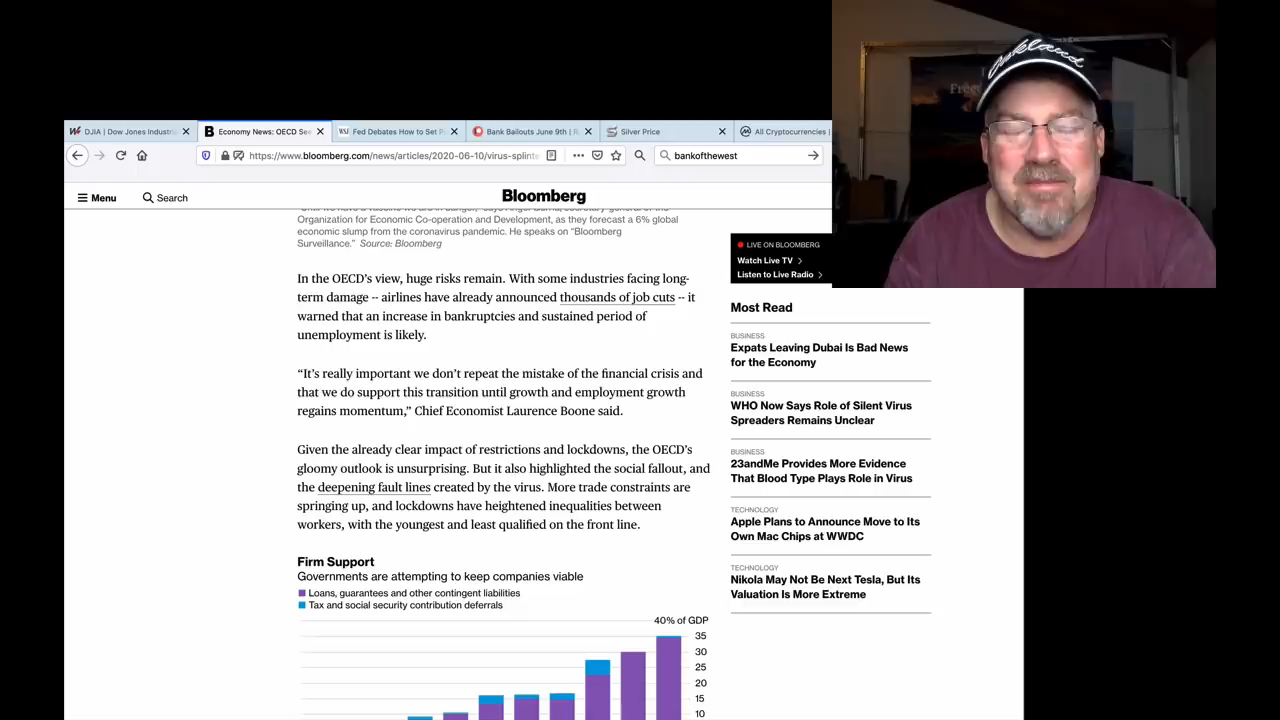 Oakland
Free
DJIA | Dow Jones Industri
Economy News: OECD See
Fed Debates How to Set P
Bank Bailouts June 9th | R
Silver Price
All Cryptocurrencies |
https://www.bloomberg.com/news/articles/2020-06-10/virus-splinte
bankofthewest
Menu
Search
Bloomberg
Organization for Economic Co-operation and Development, as they forecast a 6% global
economic slump from the coronavirus pandemic. He speaks on “Bloomberg
Surveillance.” Source: Bloomberg
In the OECD’s view, huge risks remain. With some industries facing long-
term damage -- airlines have already announced thousands of job cuts -- it
warned that an increase in bankruptcies and sustained period of
unemployment is likely.
“It’s really important we don’t repeat the mistake of the financial crisis and
that we do support this transition until growth and employment growth
regains momentum,” Chief Economist Laurence Boone said.
Given the already clear impact of restrictions and lockdowns, the OECD’s
gloomy outlook is unsurprising. But it also highlighted the social fallout, and
the deepening fault lines created by the virus. More trade constraints are
springing up, and lockdowns have heightened inequalities between
workers, with the youngest and least qualified on the front line.
Firm Support
Governments are attempting to keep companies viable
Loans, guarantees and other contingent liabilities
Tax and social security contribution deferrals
40% of GDP
35
30
25
20
15
10
LIVE ON BLOOMBERG
Watch Live TV
Listen to Live Radio
Most Read
BUSINESS
Expats Leaving Dubai Is Bad News
for the Economy
BUSINESS
WHO Now Says Role of Silent Virus
Spreaders Remains Unclear
BUSINESS
23andMe Provides More Evidence
That Blood Type Plays Role in Virus
TECHNOLOGY
Apple Plans to Announce Move to Its
Own Mac Chips at WWDC
TECHNOLOGY
Nikola May Not Be Next Tesla, But Its
Valuation Is More Extreme